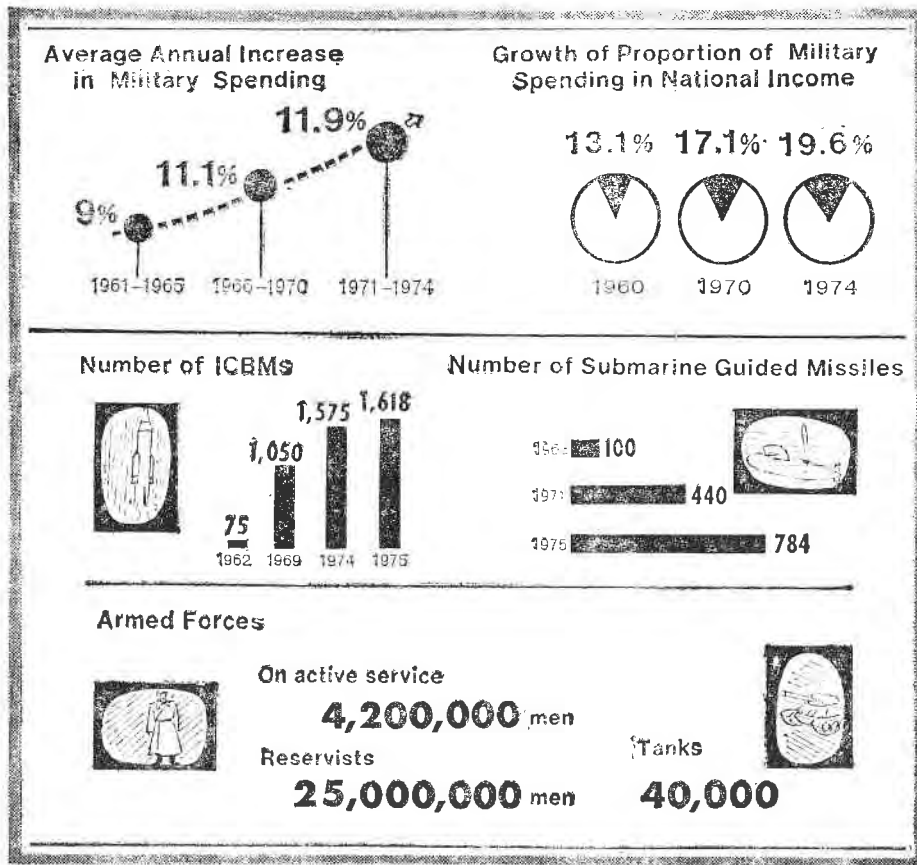 Average Annual Increase
in Military Spending
9%
11.1%
11.9%
1961-1965
1966-1970
1971-1974
Growth of Proportion of Military
Spending in National Income
13.1%
17.1%
19.6%
1960
1970
1974
Number of ICBMs
75
1,050
1,575
1,618
1962
1969
1974
1975
Number of Submarine Guided Missiles
100
1971
440
1975
784
Armed Forces
On active service
4,200,000 men
Reservists
25,000,000 men
Tanks
40,000